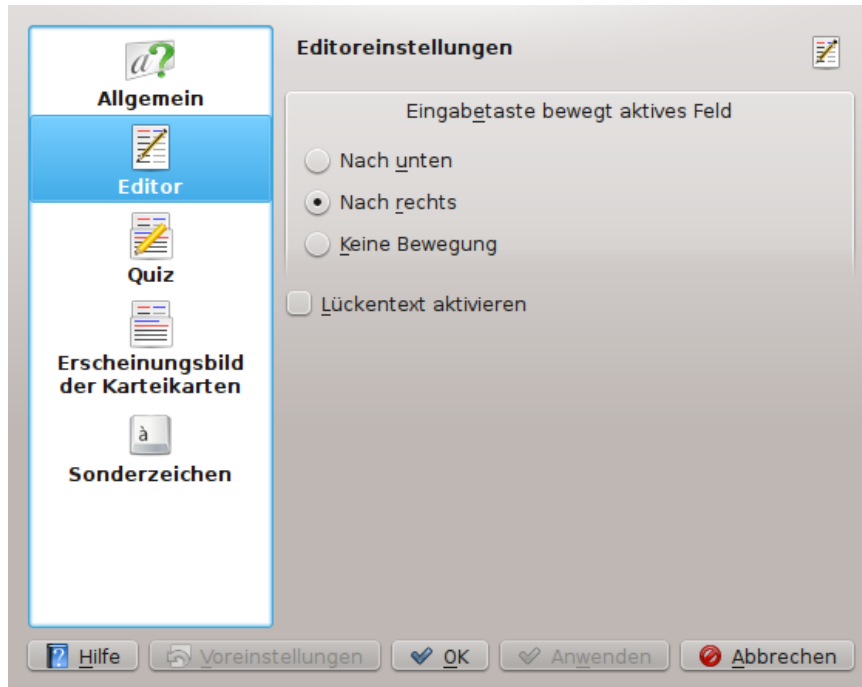 a?
Allgemein
Editor
Quiz
Erscheinungsbild
der Karteikarten
à
Sonderzeichen
Editoreinstellungen
Eingabetaste bewegt aktives Feld
Nach unten
Nach rechts
Keine Bewegung
Lückentext aktivieren
? Hilfe
Voreinstellungen
OK
Anwenden
Abbrechen